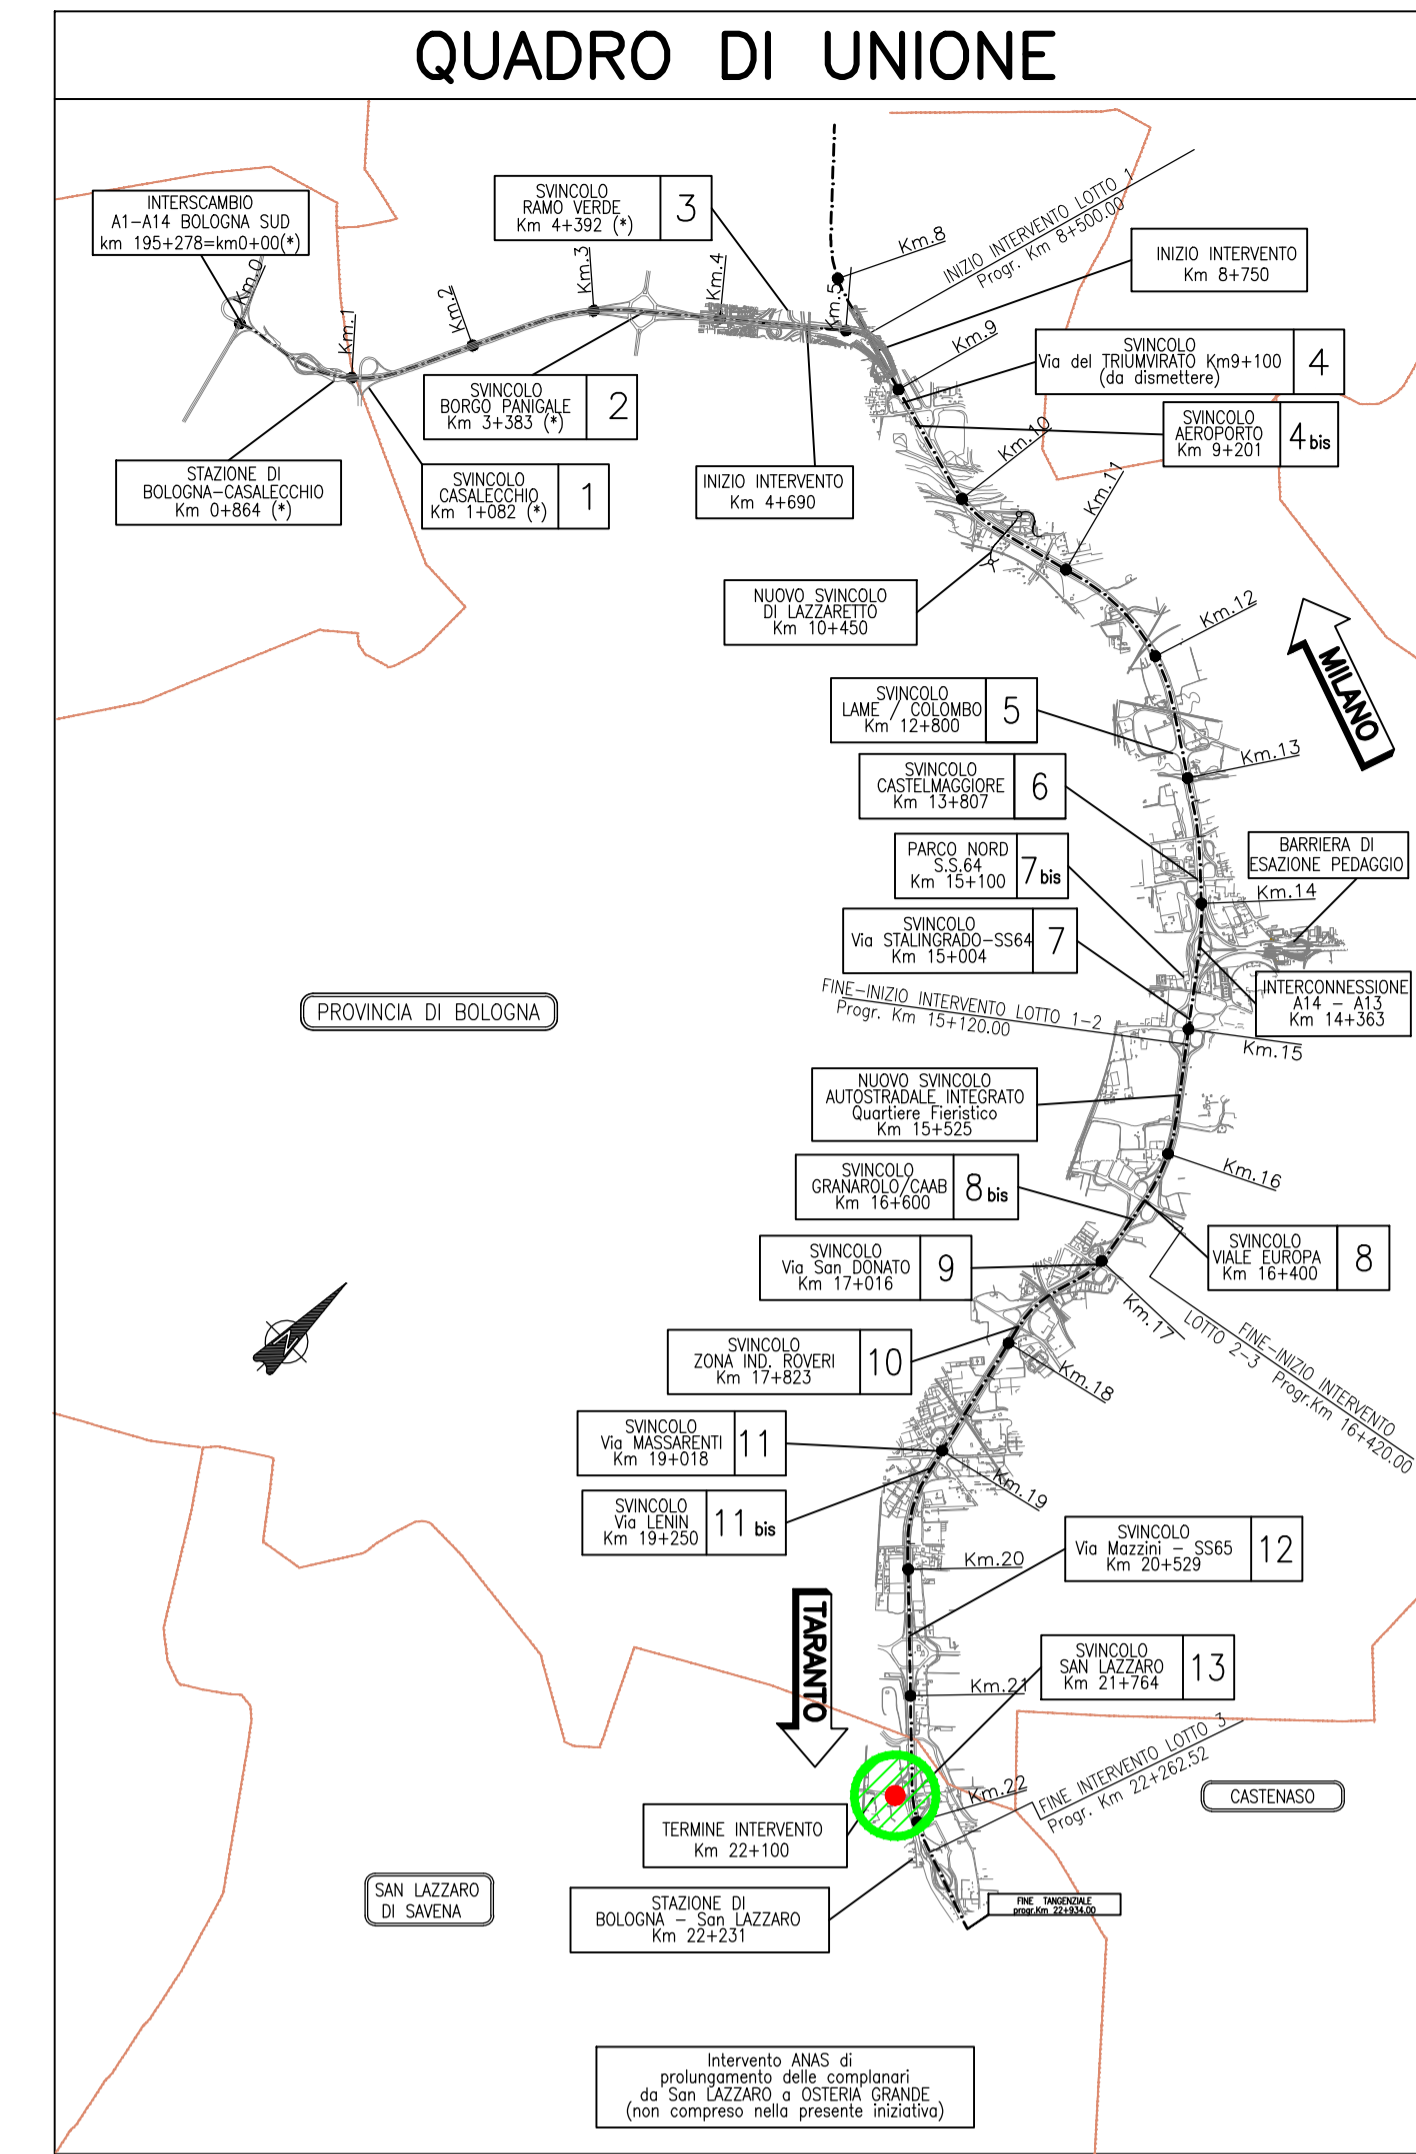 QUADRO DI UNIONE
INTERSCAMBIO
A1-A14 BOLOGNA SUD
km 195+278=km0+00(*)
SVINCOLO
RAMO VERDE
Km 4+392 (*)
3
Km.0
Km.1
Km.2
Km.3
Km.4
Km.5
Km.8
INIZIO INTERVENTO LOTTO 1
Progr. Km 8+500.00
INIZIO INTERVENTO
Km 8+750
Km.9
SVINCOLO
Via del TRIUMVIRATO Km9+100
(da dismettere)
4
SVINCOLO
BORGO PANIGALE
Km 3+383 (*)
2
SVINCOLO
AEROPORTO
Km 9+201
4 bis
STAZIONE DI
BOLOGNA-CASALECCHIO
Km 0+864 (*)
SVINCOLO
CASALECCHIO
Km 1+082 (*)
1
INIZIO INTERVENTO
Km 4+690
Km.10
Km.11
NUOVO SVINCOLO
DI LAZZARETTO
Km 10+450
Km.12
MILANO
SVINCOLO
LAME / COLOMBO
Km 12+800
5
Km.13
SVINCOLO
CASTELMAGGIORE
Km 13+807
6
PARCO NORD
S.S.64
Km 15+100
7 bis
BARRIERA DI
ESAZIONE PEDAGGIO
Km.14
SVINCOLO
Via STALINGRADO-SS64
Km 15+004
7
INTERCONNESSIONE
A14 - A13
Km 14+363
PROVINCIA DI BOLOGNA
FINE-INIZIO INTERVENTO LOTTO 1-2
Progr. Km 15+120.00
Km.15
NUOVO SVINCOLO
AUTOSTRADALE INTEGRATO
Quartiere Fieristico
Km 15+525
Km.16
SVINCOLO
GRANAROLO/CAAB
Km 16+600
8 bis
SVINCOLO
VIALE EUROPA
Km 16+400
8
SVINCOLO
Via San DONATO
Km 17+016
9
Km.17
FINE-INIZIO INTERVENTO
LOTTO 2-3 Progr.Km 16+420.00
SVINCOLO
ZONA IND. ROVERI
Km 17+823
10
Km.18
SVINCOLO
Via MASSARENTI
Km 19+018
11
Km.19
SVINCOLO
Via LENIN
Km 19+250
11 bis
Km.20
SVINCOLO
Via Mazzini - SS65
Km 20+529
12
TARANTO
SVINCOLO
SAN LAZZARO
Km 21+764
13
Km.21
FINE INTERVENTO LOTTO 3
Progr. Km 22+262.52
Km.22
CASTENASO
TERMINE INTERVENTO
Km 22+100
SAN LAZZARO
DI SAVENA
STAZIONE DI
BOLOGNA - San LAZZARO
Km 22+231
FINE TANGENZIALE
progr.Km 22+934.00
Intervento ANAS di
prolungamento delle complanari
da San LAZZARO a OSTERIA GRANDE
(non compreso nella presente iniziativa)